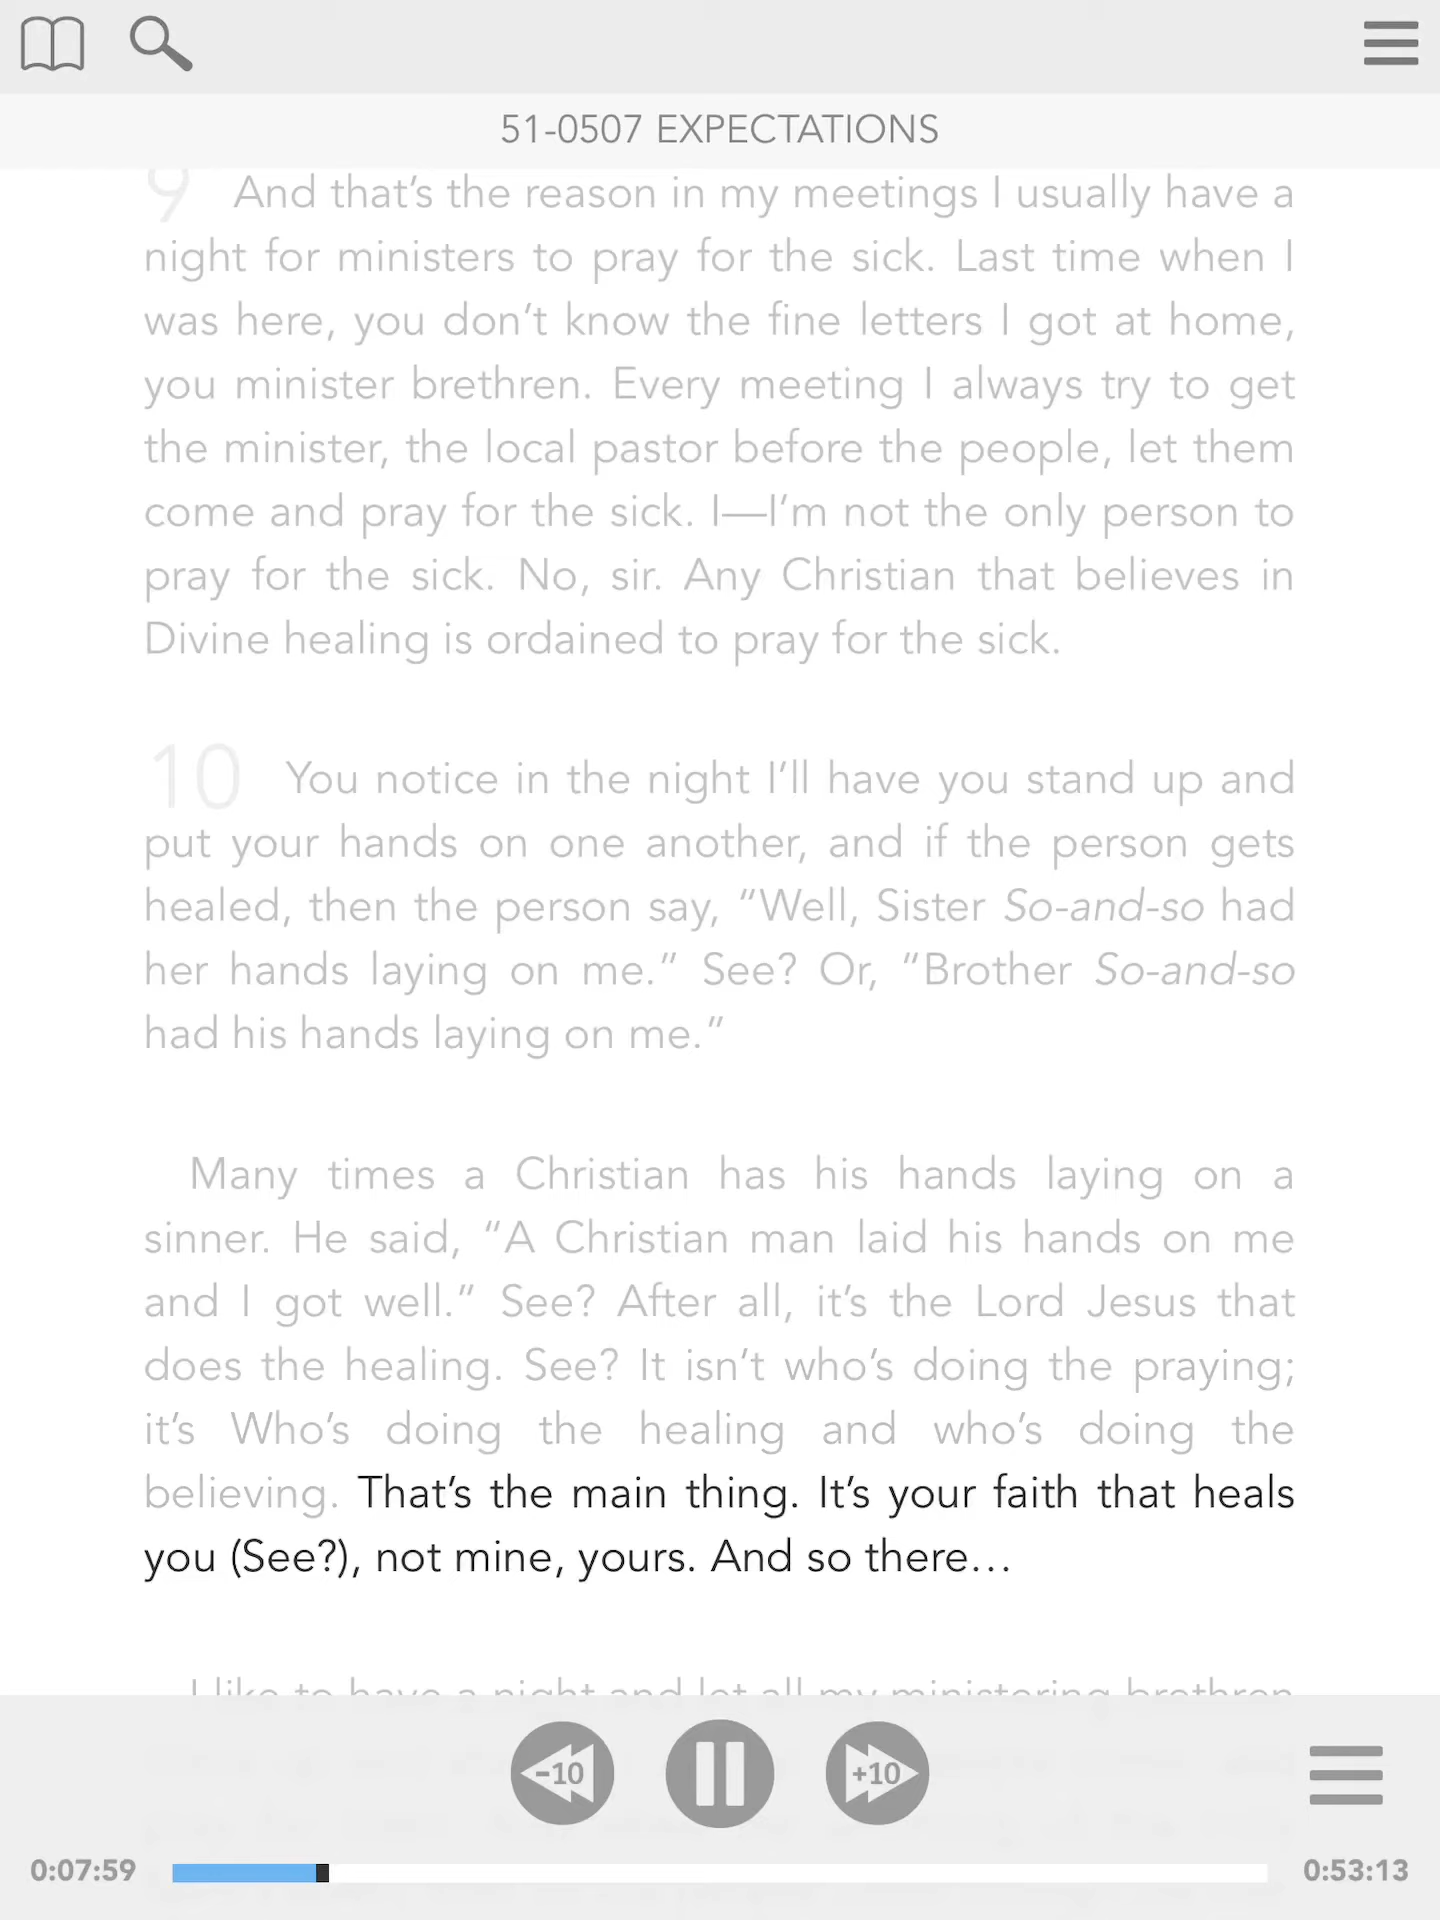 51-0507 EXPECTATIONS
9 And that’s the reason in my meetings I usually have a
night for ministers to pray for the sick. Last time when I
was here, you don’t know the fine letters I got at home,
you minister brethren. Every meeting I always try to get
the minister, the local pastor before the people, let them
come and pray for the sick. I—I’m not the only person to
pray for the sick. No, sir. Any Christian that believes in
Divine healing is ordained to pray for the sick.
10 You notice in the night I’ll have you stand up and
put your hands on one another, and if the person gets
healed, then the person say, “Well, Sister So-and-so had
her hands laying on me.” See? Or, “Brother So-and-so
had his hands laying on me.”
Many times a Christian has his hands laying on a
sinner. He said, “A Christian man laid his hands on me
and I got well.” See? After all, it’s the Lord Jesus that
does the healing. See? It isn’t who’s doing the praying;
it’s Who’s doing the healing and who’s doing the
believing. That’s the main thing. It’s your faith that heals
you (See?), not mine, yours. And so there…
I like to have a night and let all my ministering brethren
-10 +10
0:07:59 0:53:13